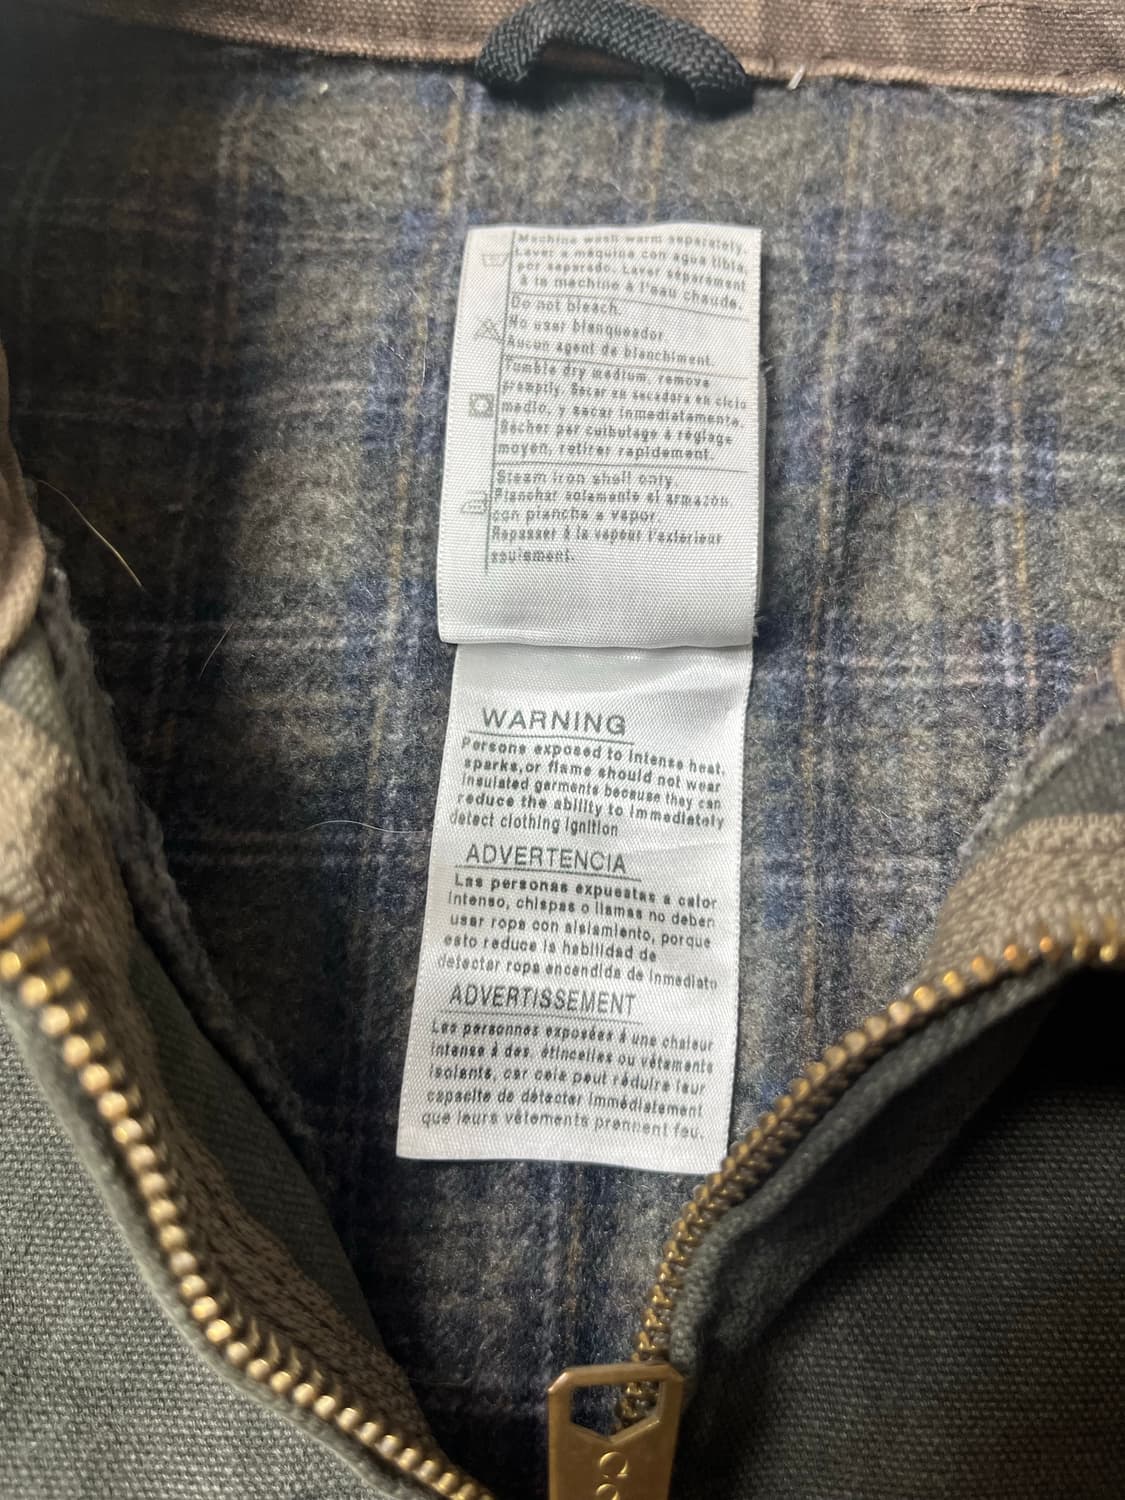 Machine wash warm separately.
Lavar a máquina con agua tibia,
por separado. Laver séparément
à la machine à l'eau chaude.
Do not bleach.
No usar blanqueador.
Aucun agent de blanchiment.
Tumble dry medium, remove
promptly. Secar en secadora en ciclo
medio, y sacar inmediatamente.
Sécher par culbutage à réglage
moyen, retirer rapidement.
Steam iron shell only.
Planchar solamente el armazon
con plancha a vapor.
Repasser à la vapeur l'extérieur
seulement.
WARNING
Persons exposed to intense heat,
sparks,or flame should not wear
insulated garments because they can
reduce the ability to immediately
detect clothing ignition
ADVERTENCIA
Las personas expuestas a calor
intenso, chispas o llamas no deben
usar ropa con aislamiento, porque
esto reduce la habilidad de
detectar ropa encendida de inmediato
ADVERTISSEMENT
Les personnes exposées à une chaleur
intense à des. étincelles ou vêtements
isolants, car cela peut réduire leur
capacite de détecter immédiatement
que leurs vêtements prennent feu.